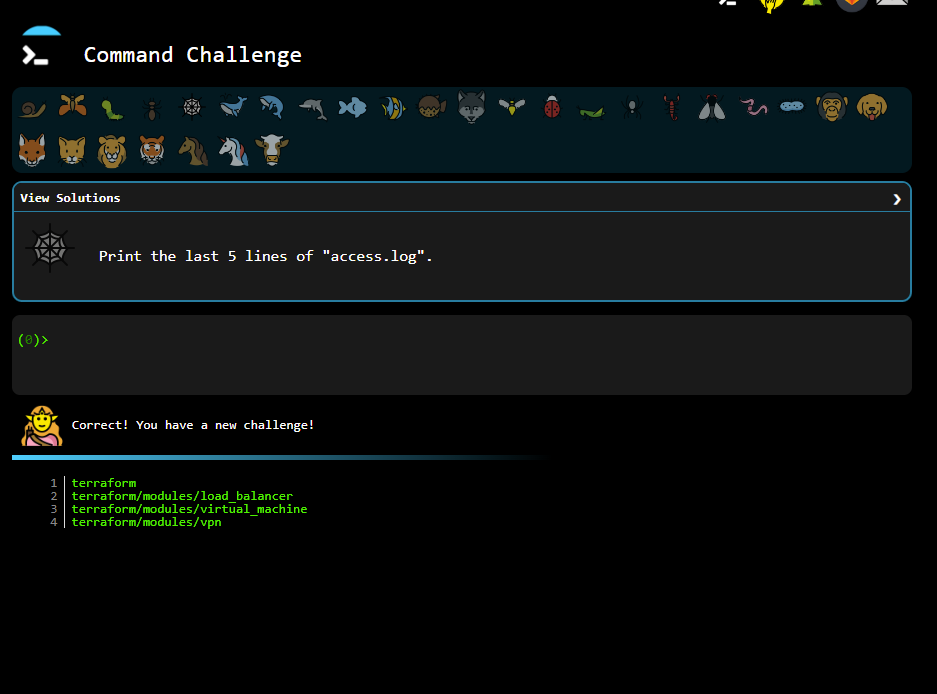 Command Challenge
View Solutions
Print the last 5 lines of "access.log".
(0)>
Correct! You have a new challenge!
1 terraform
2 terraform/modules/load_balancer
3 terraform/modules/virtual_machine
4 terraform/modules/vpn